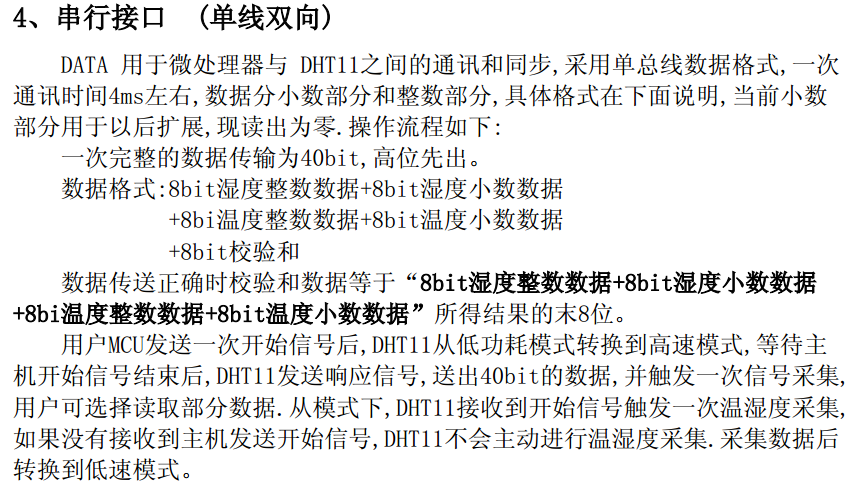 4、串行接口 (单线双向)
DATA 用于微处理器与 DHT11之间的通讯和同步,采用单总线数据格式,一次
通讯时间4ms左右,数据分小数部分和整数部分,具体格式在下面说明,当前小数
部分用于以后扩展,现读出为零.操作流程如下:
一次完整的数据传输为40bit,高位先出。
数据格式:8bit湿度整数数据+8bit湿度小数数据
+8bi温度整数数据+8bit温度小数数据
+8bit校验和
数据传送正确时校验和数据等于“8bit湿度整数数据+8bit湿度小数数据
+8bi温度整数数据+8bit温度小数数据”所得结果的末8位。
用户MCU发送一次开始信号后,DHT11从低功耗模式转换到高速模式,等待主
机开始信号结束后,DHT11发送响应信号,送出40bit的数据,并触发一次信号采集,
用户可选择读取部分数据.从模式下,DHT11接收到开始信号触发一次温湿度采集,
如果没有接收到主机发送开始信号,DHT11不会主动进行温湿度采集.采集数据后
转换到低速模式。